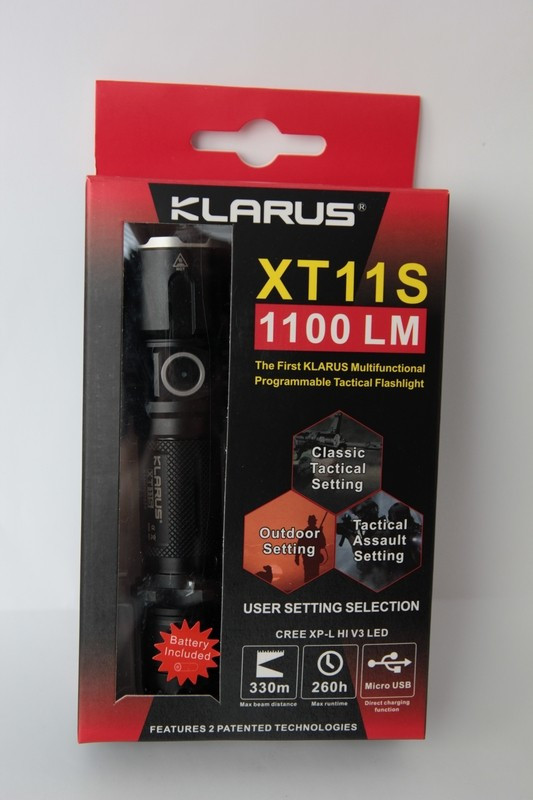 KLARUS®
XT11S
1100 LM
The First KLARUS Multifunctional
Programmable Tactical Flashlight
Classic
Tactical
Setting
Outdoor
Setting
Tactical
Assault
Setting
KLARUS
XT11S
Battery
Included
USER SETTING SELECTION
CREE XP-L HI V3 LED
330m
Max beam distance
260h
Max runtime
Micro USB
Direct charging
function
FEATURES 2 PATENTED TECHNOLOGIES